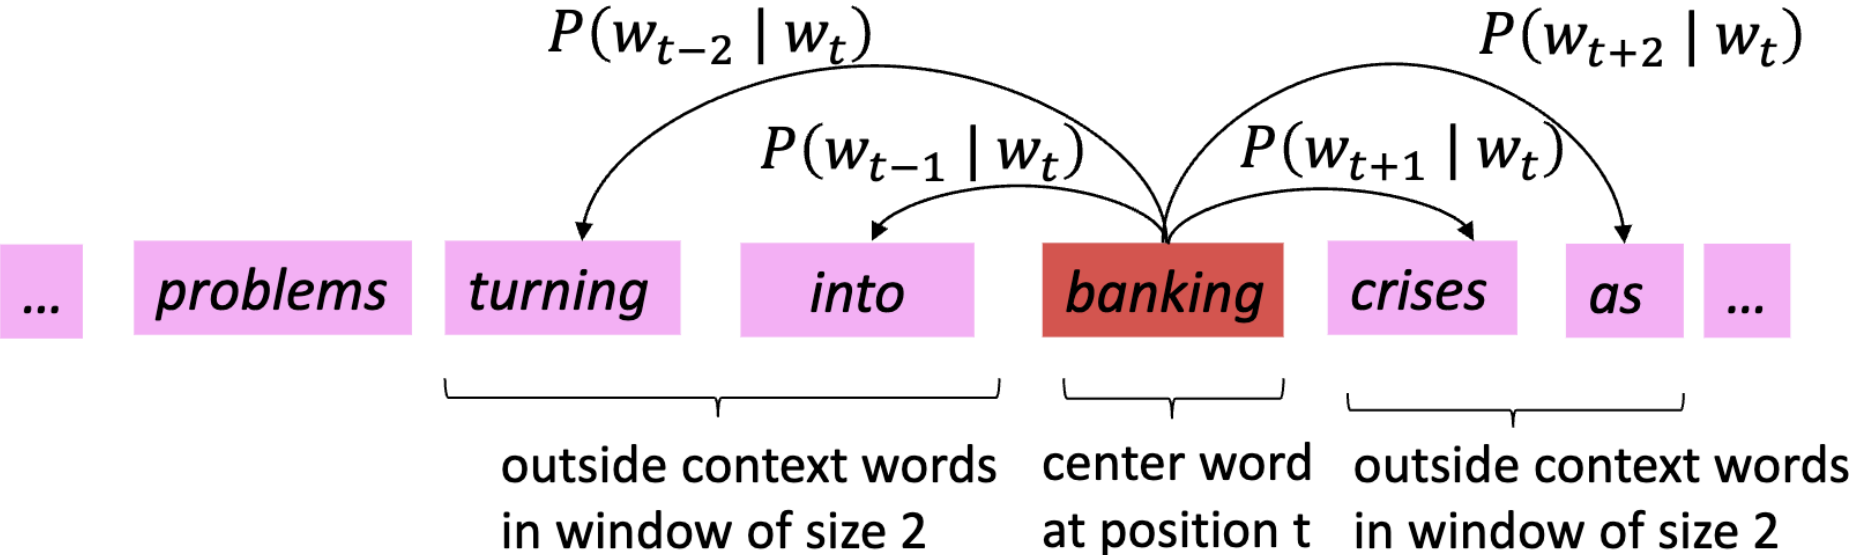 P(w_{t−2} | w_t) P(w_{t+2} | w_t)
P(w_{t−1} | w_t) P(w_{t+1} | w_t)
... problems turning into banking crises as ...
outside context words
in window of size 2
center word
at position t
outside context words
in window of size 2